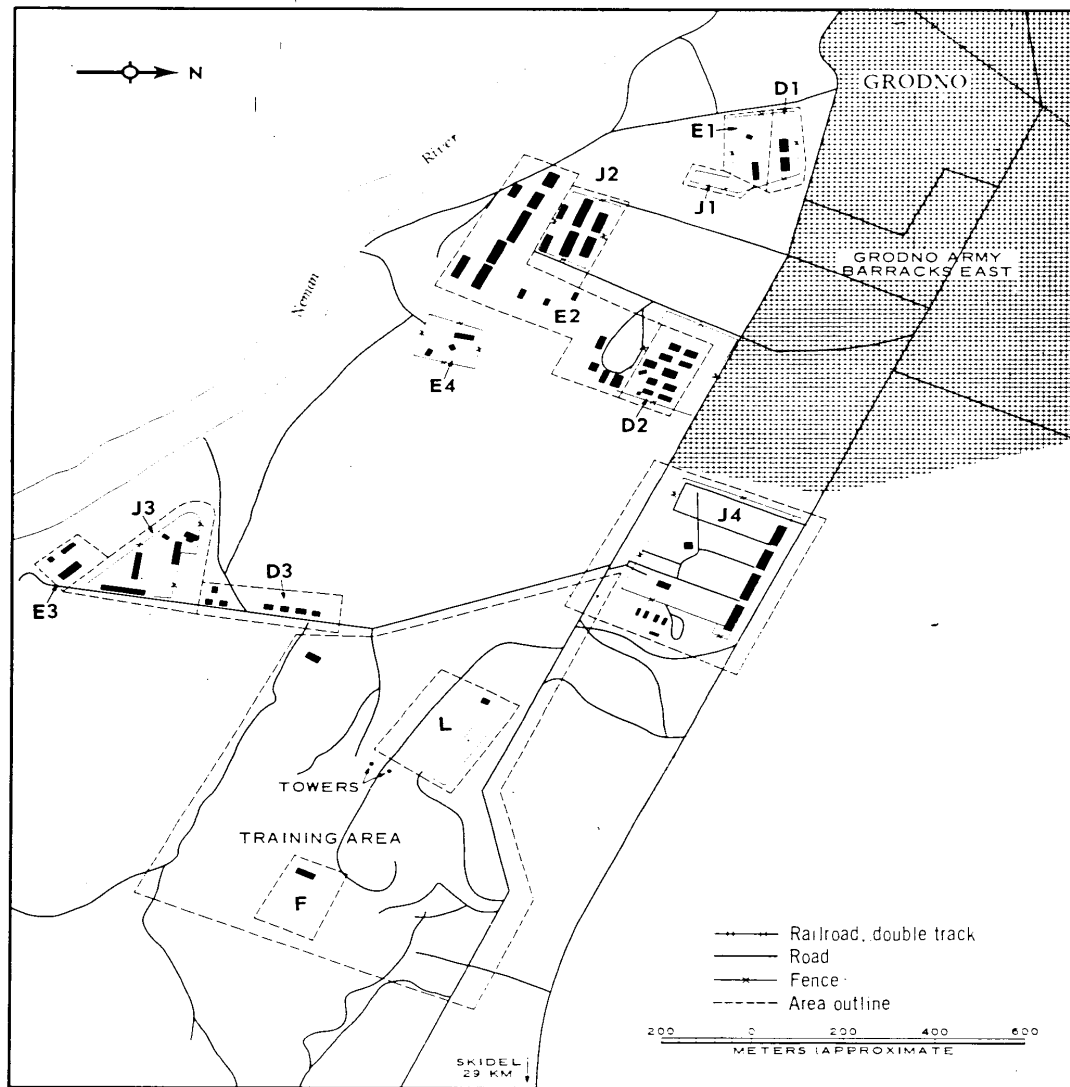 N
GRODNO
D1
E1
River
J2
J1
GRODNO ARMY
BARRACKS EAST
Neman
E2
E4
D2
J3
J4
D3
E3
L
TOWERS
TRAINING AREA
F
Railroad, double track
Road
Fence
Area outline
200 0 200 400 600
METERS (APPROXIMATE
SKIDEL
29 KM